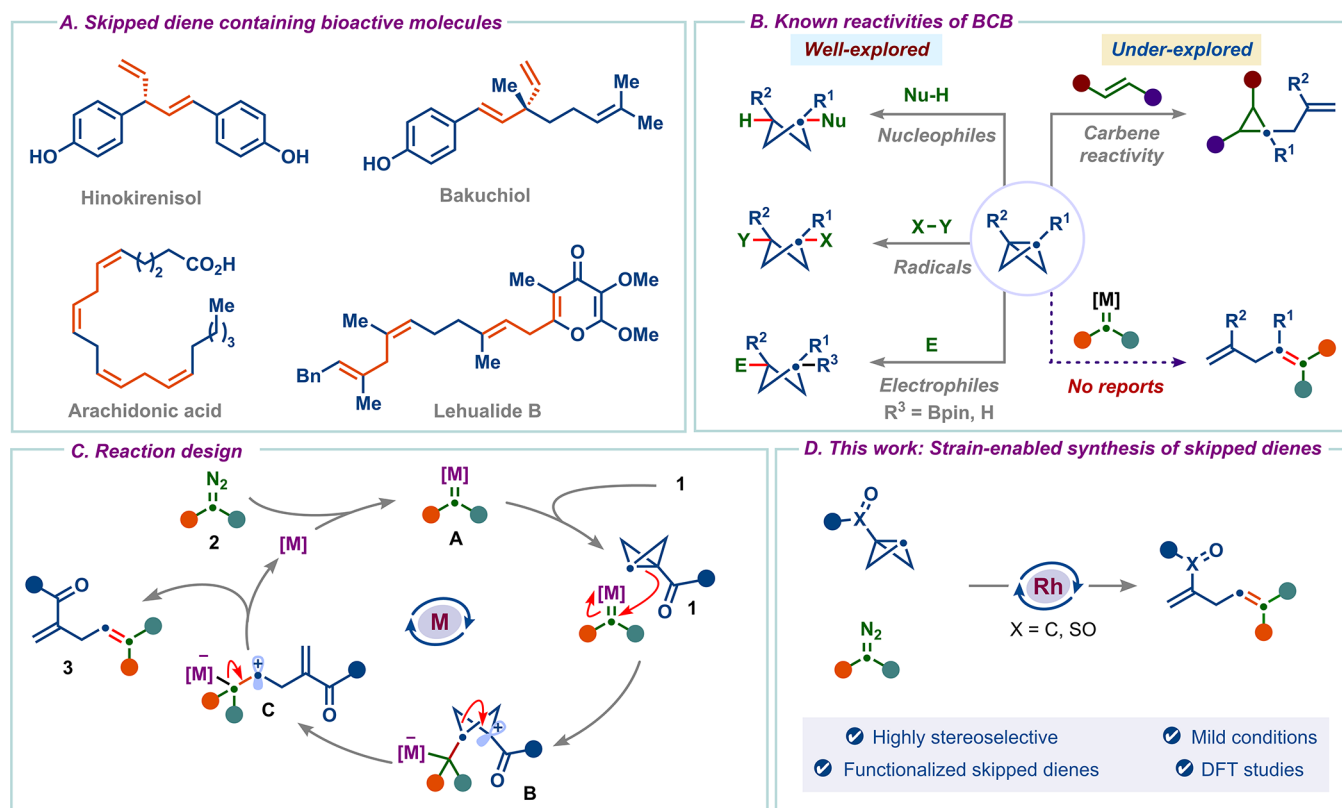 A. Skipped diene containing bioactive molecules
HO
OH
Hinokirenisol
HO
Me
Me
Me
Bakuchiol
( )2
CO2H
Me
( )3
Arachidonic acid
Bn
Me
Me
Me
Me
O
O
OMe
OMe
Lehualide B
B. Known reactivities of BCB
Well-explored
Under-explored
R2
H
R1
Nu
Nu-H
Nucleophiles
Carbene
reactivity
R2
R1
R2
Y
R1
X
X-Y
Radicals
R2
R1
R2
E
R1
R3
E
Electrophiles
R3 = Bpin, H
[M]
No reports
R2
R1
C. Reaction design
N2
2
[M]
[M]
A
1
O
1
[M]
O
3
M
[M]
–
+
O
C
[M]
–
+
O
B
D. This work: Strain-enabled synthesis of skipped dienes
O
X
N2
Rh
X = C, SO
X
O
Highly stereoselective
Mild conditions
Functionalized skipped dienes
DFT studies